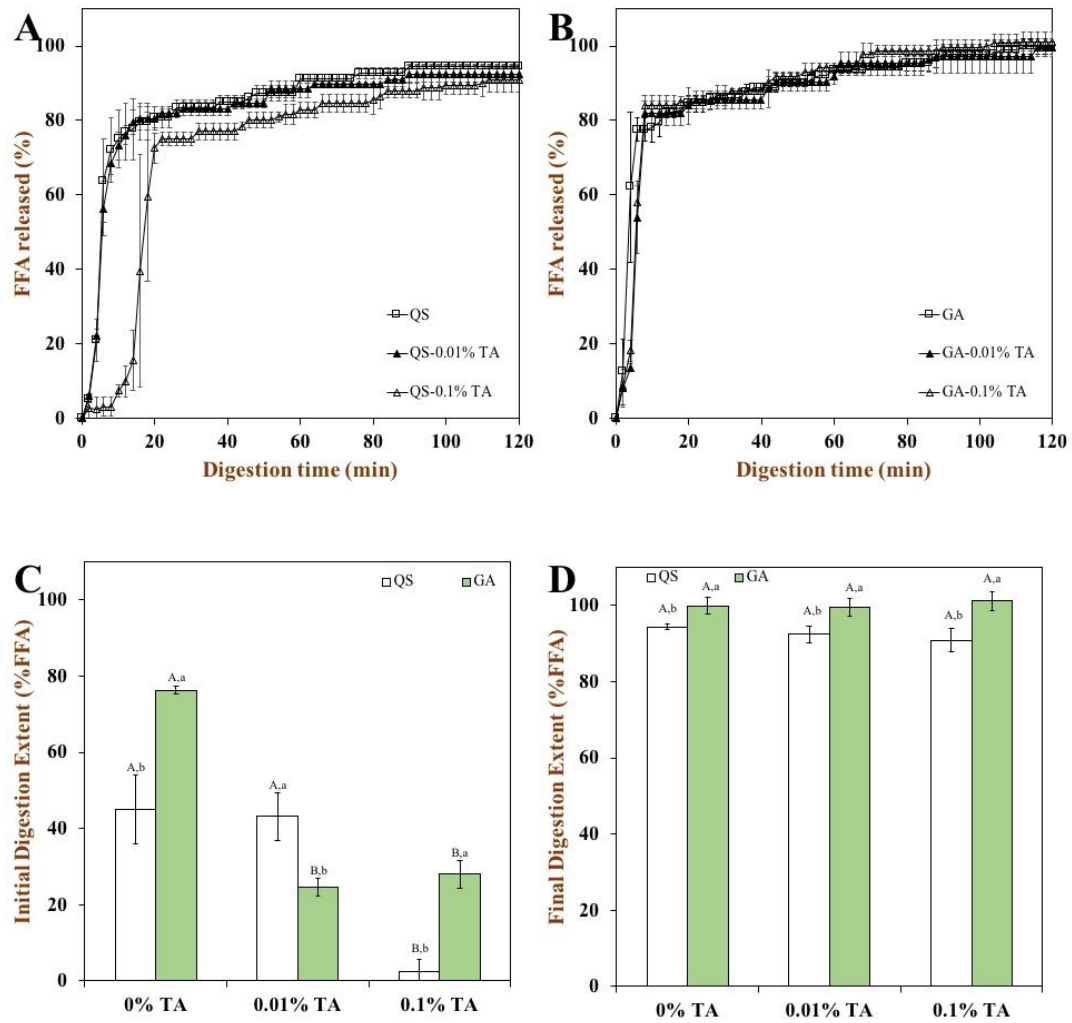 A
100
80
60
40
20
0
FFA released (%)
QS
QS-0.01% TA
QS-0.1% TA
0 20 40 60 80 100 120
Digestion time (min)
B
100
80
60
40
20
0
FFA released (%)
GA
GA-0.01% TA
GA-0.1% TA
0 20 40 60 80 100 120
Digestion time (min)
C
QS GA
100
80
60
40
20
0
Initial Digestion Extent (%FFA)
A,b A,a A,a B,b B,b B,a
0% TA 0.01% TA 0.1% TA
D
QS GA
100
80
60
40
20
0
Final Digestion Extent (%FFA)
A,b A,a A,b A,a A,b A,a
0% TA 0.01% TA 0.1% TA